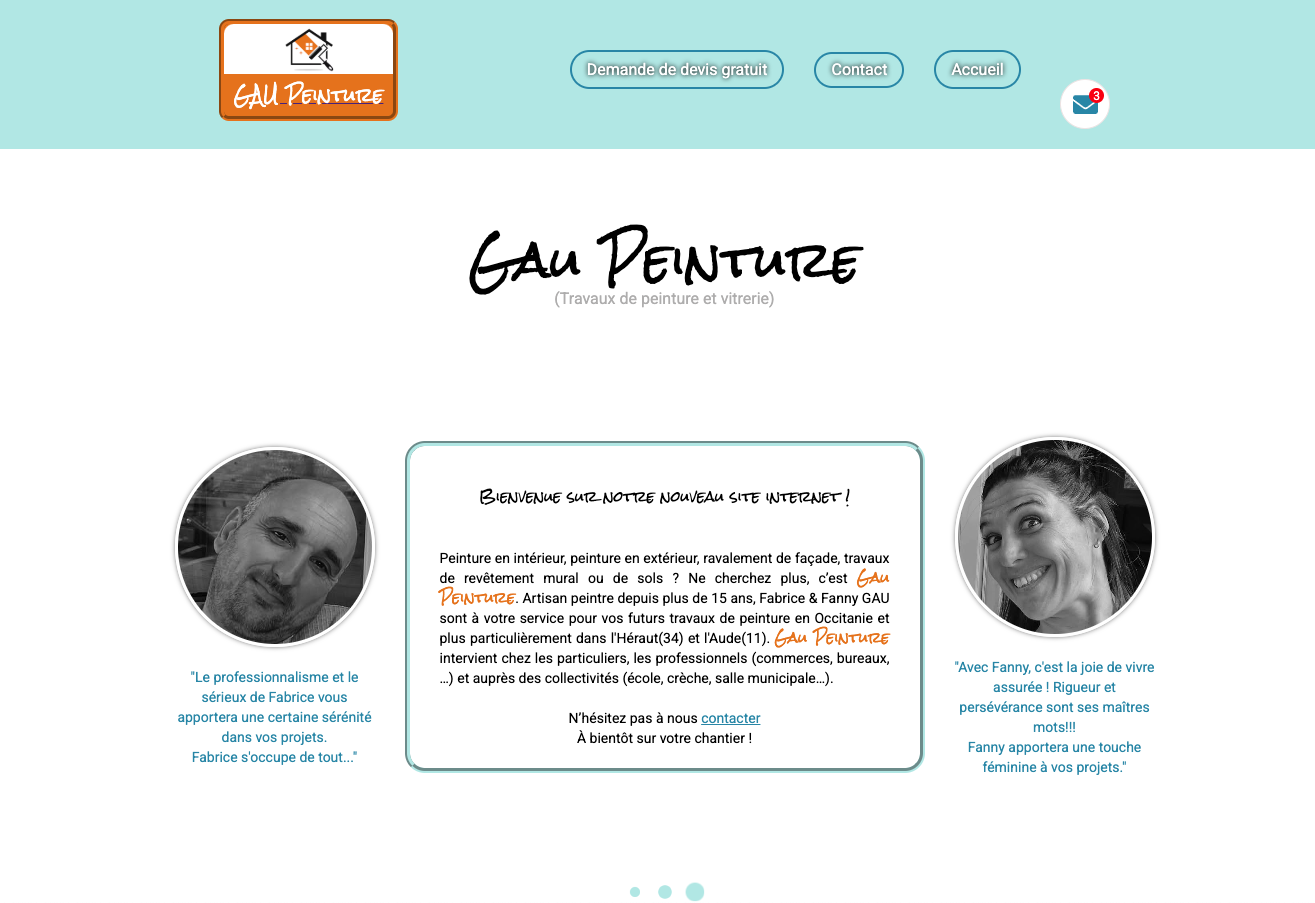 GAU Peinture
Demande de devis gratuit
Contact
Accueil
3
Gau Peinture
(Travaux de peinture et vitrerie)
Bienvenue sur notre nouveau site internet !
Peinture en intérieur, peinture en extérieur, ravalement de façade, travaux
de revêtement mural ou de sols ? Ne cherchez plus, c’est Gau
Peinture. Artisan peintre depuis plus de 15 ans, Fabrice & Fanny GAU
sont à votre service pour vos futurs travaux de peinture en Occitanie et
plus particulièrement dans l'Héraut(34) et l'Aude(11). Gau Peinture
intervient chez les particuliers, les professionnels (commerces, bureaux,
…) et auprès des collectivités (école, crèche, salle municipale…).
N’hésitez pas à nous contacter
À bientôt sur votre chantier !
"Le professionnalisme et le
sérieux de Fabrice vous
apportera une certaine sérénité
dans vos projets.
Fabrice s'occupe de tout..."
"Avec Fanny, c'est la joie de vivre
assurée ! Rigueur et
persévérance sont ses maîtres
mots!!!
Fanny apportera une touche
féminine à vos projets."